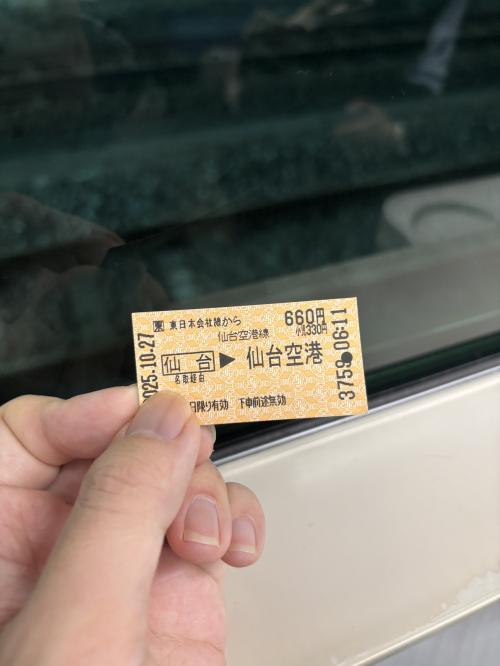 東 東日本会社線から 660円
仙台空港線 小児330円
仙台 ▶ 仙台空港
名取経由
日限り有効 下車前途無効
025.10.27
3759 06:11